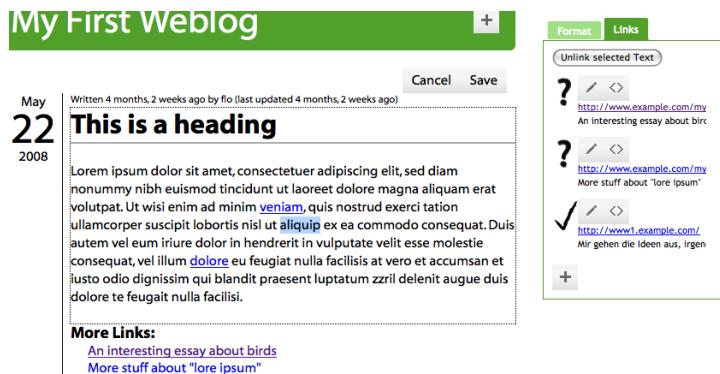 My First Weblog
+
Format Links
Unlink selected Text
?
http://www.example.com/my
An interesting essay about birds
?
http://www.example.com/my
More stuff about "lore ipsum"
http://www1.example.com/
Mir gehen die Ideen aus, irgen
+
Cancel Save
May
22
2008
Written 4 months, 2 weeks ago by flo (last updated 4 months, 2 weeks ago)
This is a heading
Lorem ipsum dolor sit amet, consectetuer adipiscing elit, sed diam
nonummy nibh euismod tincidunt ut laoreet dolore magna aliquam erat
volutpat. Ut wisi enim ad minim veniam, quis nostrud exerci tation
ullamcorper suscipit lobortis nisl ut aliquip ex ea commodo consequat. Duis
autem vel eum iriure dolor in hendrerit in vulputate velit esse molestie
consequat, vel illum dolore eu feugiat nulla facilisis at vero et accumsan et
iusto odio dignissim qui blandit praesent luptatum zzril delenit augue duis
dolore te feugait nulla facilisi.
More Links:
An interesting essay about birds
More stuff about "lore ipsum"